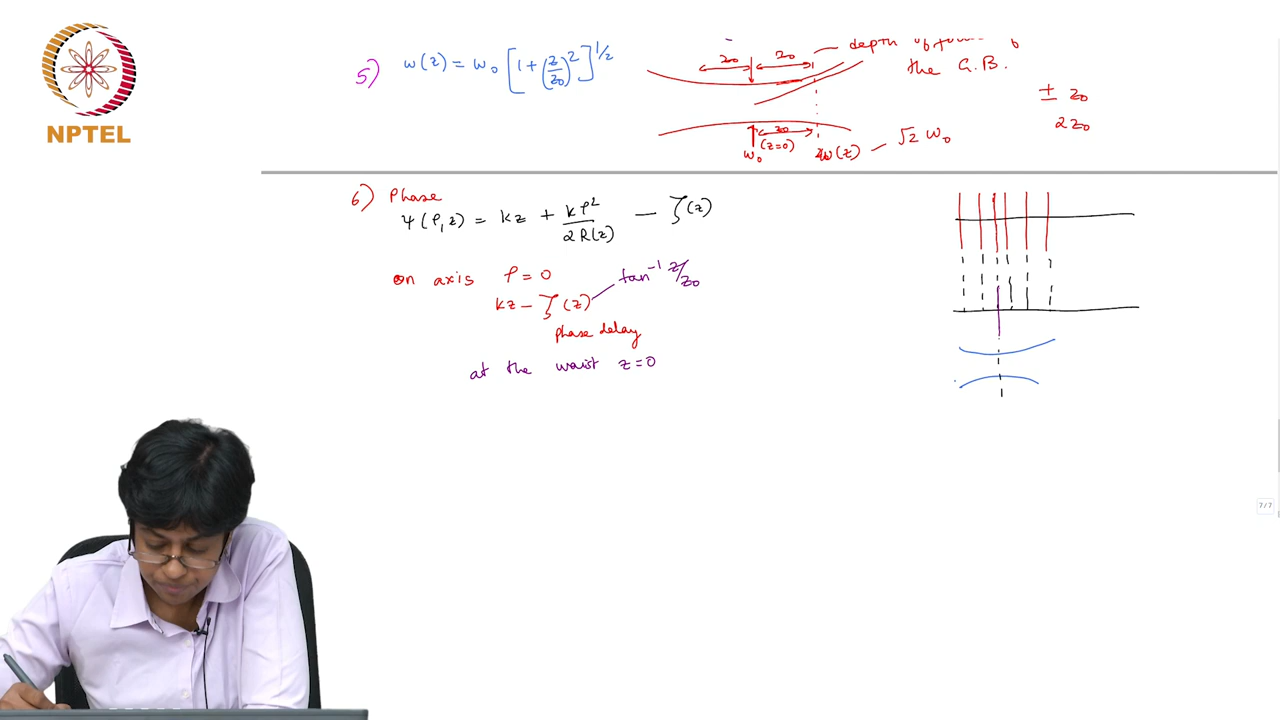 NPTEL
5) w(z) = w₀ [1+(z/z₀)²]^1/2
z₀ z₀
depth of
the G.B.
± z₀
2z₀
z₀
(z=0)
w₀ w(z) — √2 w₀
6) Phase
Ψ(ρ,z) = kz + kρ²/2R(z) — ζ(z)
on axis ρ=0
kz – ζ(z) tan⁻¹ z/z₀
phase delay
at the waist z=0
7/7